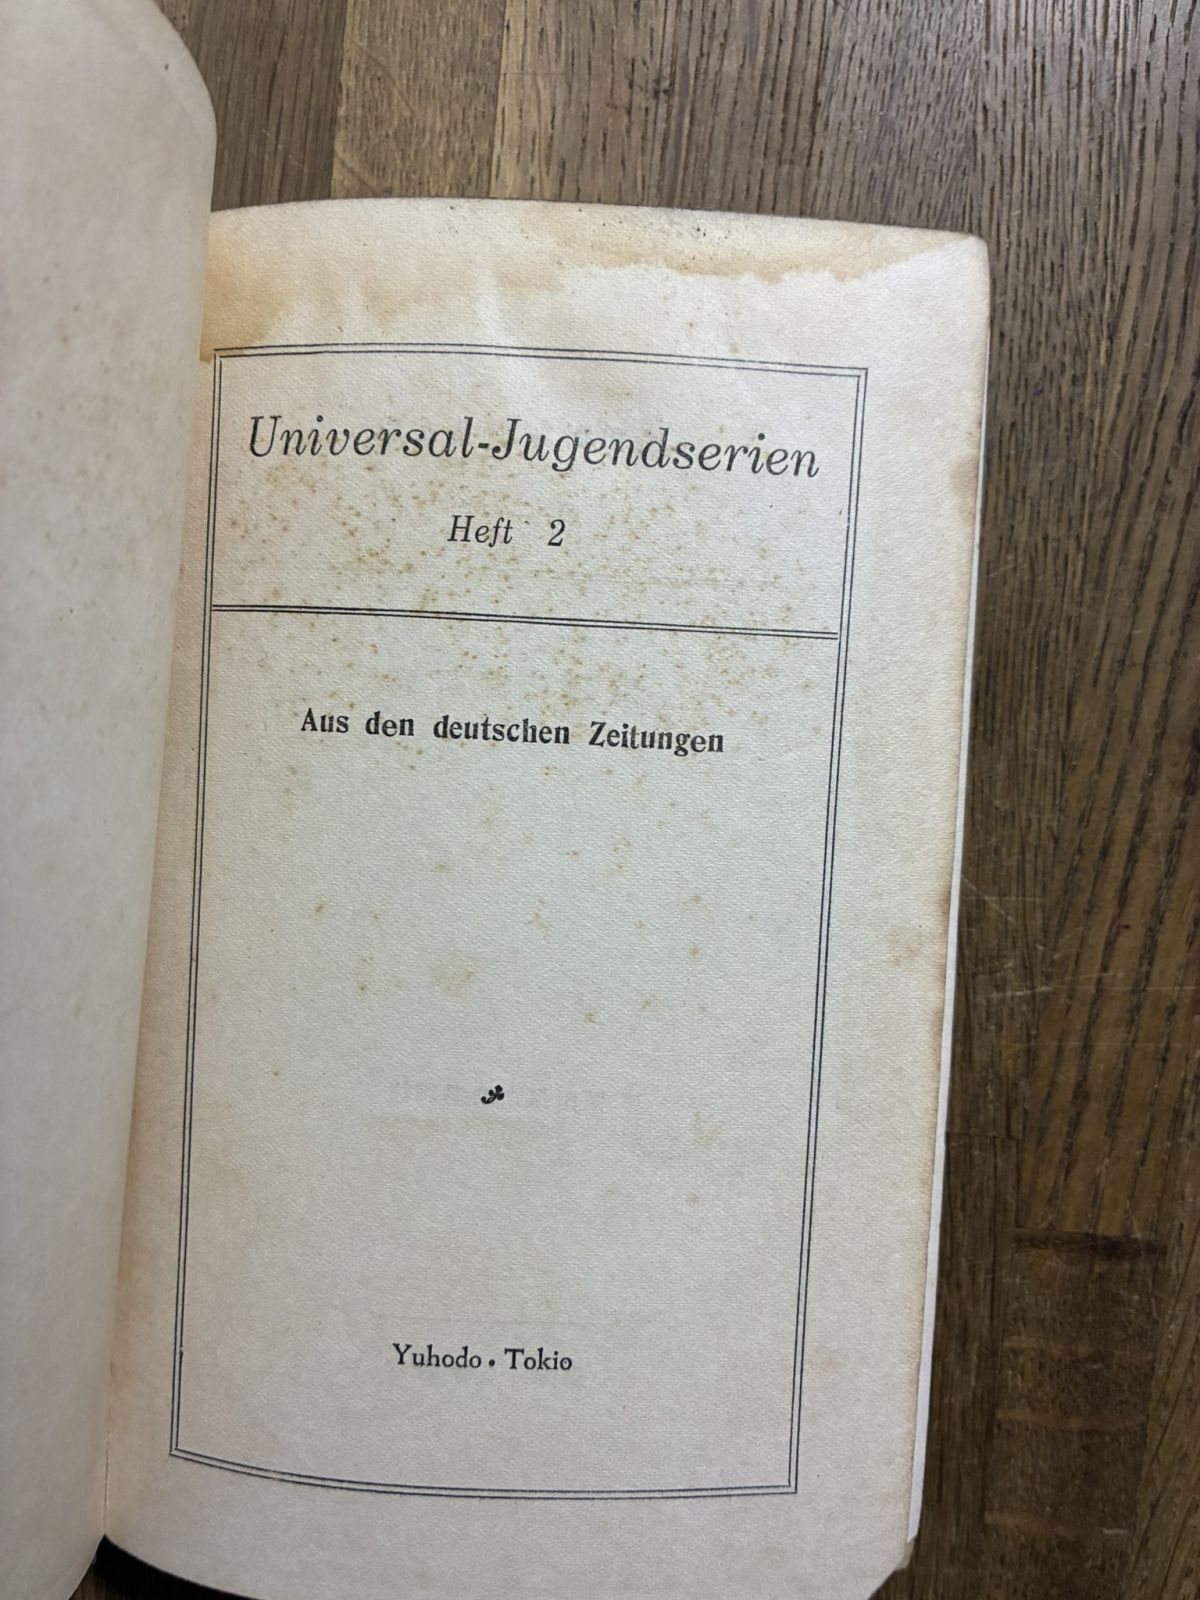 Universal-Jugendserien
Heft 2
Aus den deutschen Zeitungen
Yuhodo • Tokio